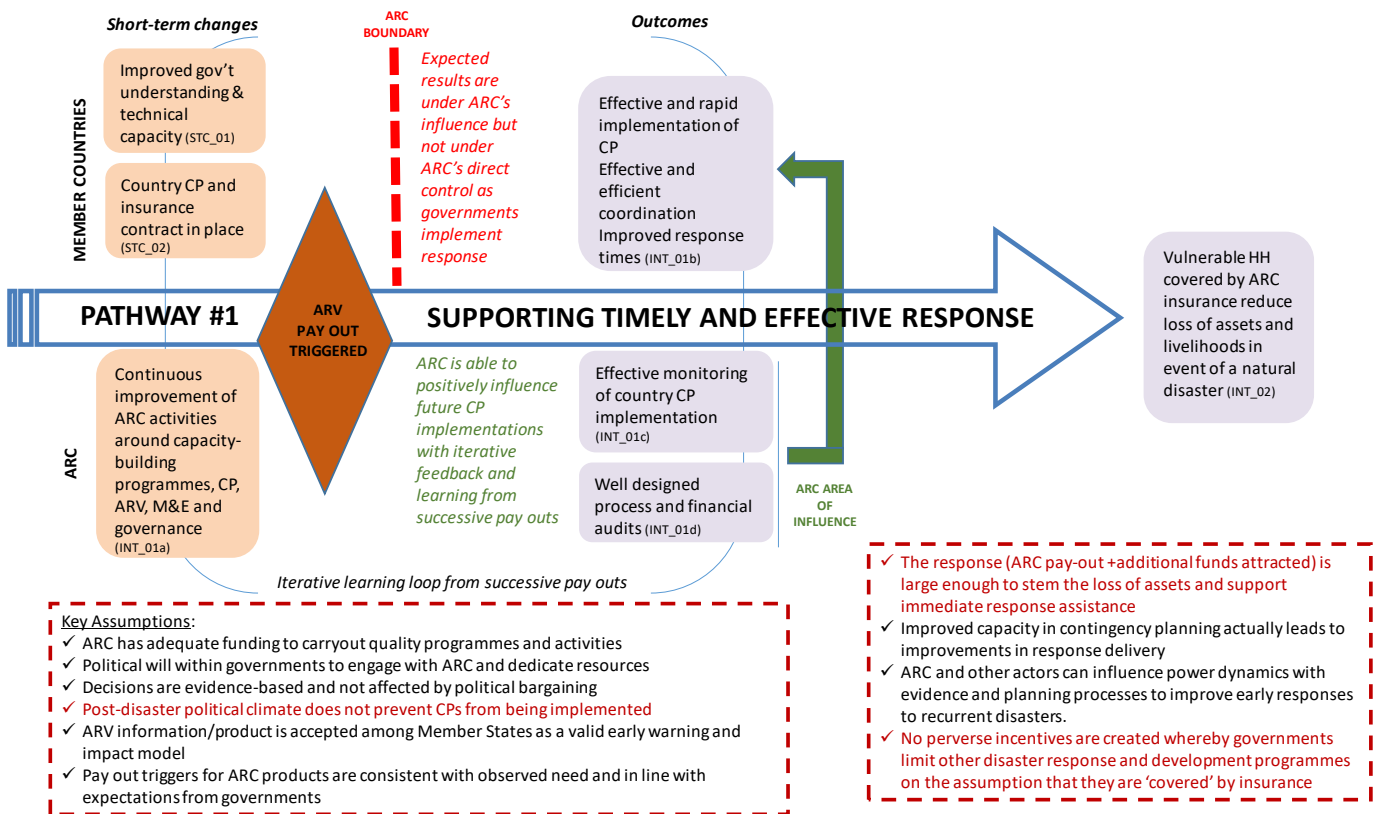 Short-term changes
ARC
BOUNDARY
Outcomes
MEMBER COUNTRIES
Improved gov't
understanding &
technical
capacity (STC_01)
Country CP and
insurance
contract in place
(STC_02)
Expected
results are
under ARC's
influence but
not under
ARC's direct
control as
governments
implement
response
Effective and rapid
implementation of
CP
Effective and
efficient
coordination
Improved response
times (INT_01b)
PATHWAY #1
ARV
PAY OUT
TRIGGERED
SUPPORTING TIMELY AND EFFECTIVE RESPONSE
Vulnerable HH
covered by ARC
insurance reduce
loss of assets and
livelihoods in
event of a natural
disaster (INT_02)
ARC
Continuous
improvement of
ARC activities
around capacity-
building
programmes, CP,
ARV, M&E and
governance
(INT_01a)
ARC is able to
positively influence
future CP
implementations
with iterative
feedback and
learning from
successive pay outs
Effective monitoring
of country CP
implementation
(INT_01c)
Well designed
process and financial
audits (INT_01d)
ARC AREA
OF
INFLUENCE
Iterative learning loop from successive pay outs
Key Assumptions:
✓ ARC has adequate funding to carryout quality programmes and activities
✓ Political will within governments to engage with ARC and dedicate resources
✓ Decisions are evidence-based and not affected by political bargaining
✓ Post-disaster political climate does not prevent CPs from being implemented
✓ ARV information/product is accepted among Member States as a valid early warning and
impact model
✓ Pay out triggers for ARC products are consistent with observed need and in line with
expectations from governments
✓ The response (ARC pay-out +additional funds attracted) is
large enough to stem the loss of assets and support
immediate response assistance
✓ Improved capacity in contingency planning actually leads to
improvements in response delivery
✓ ARC and other actors can influence power dynamics with
evidence and planning processes to improve early responses
to recurrent disasters.
✓ No perverse incentives are created whereby governments
limit other disaster response and development programmes
on the assumption that they are 'covered' by insurance